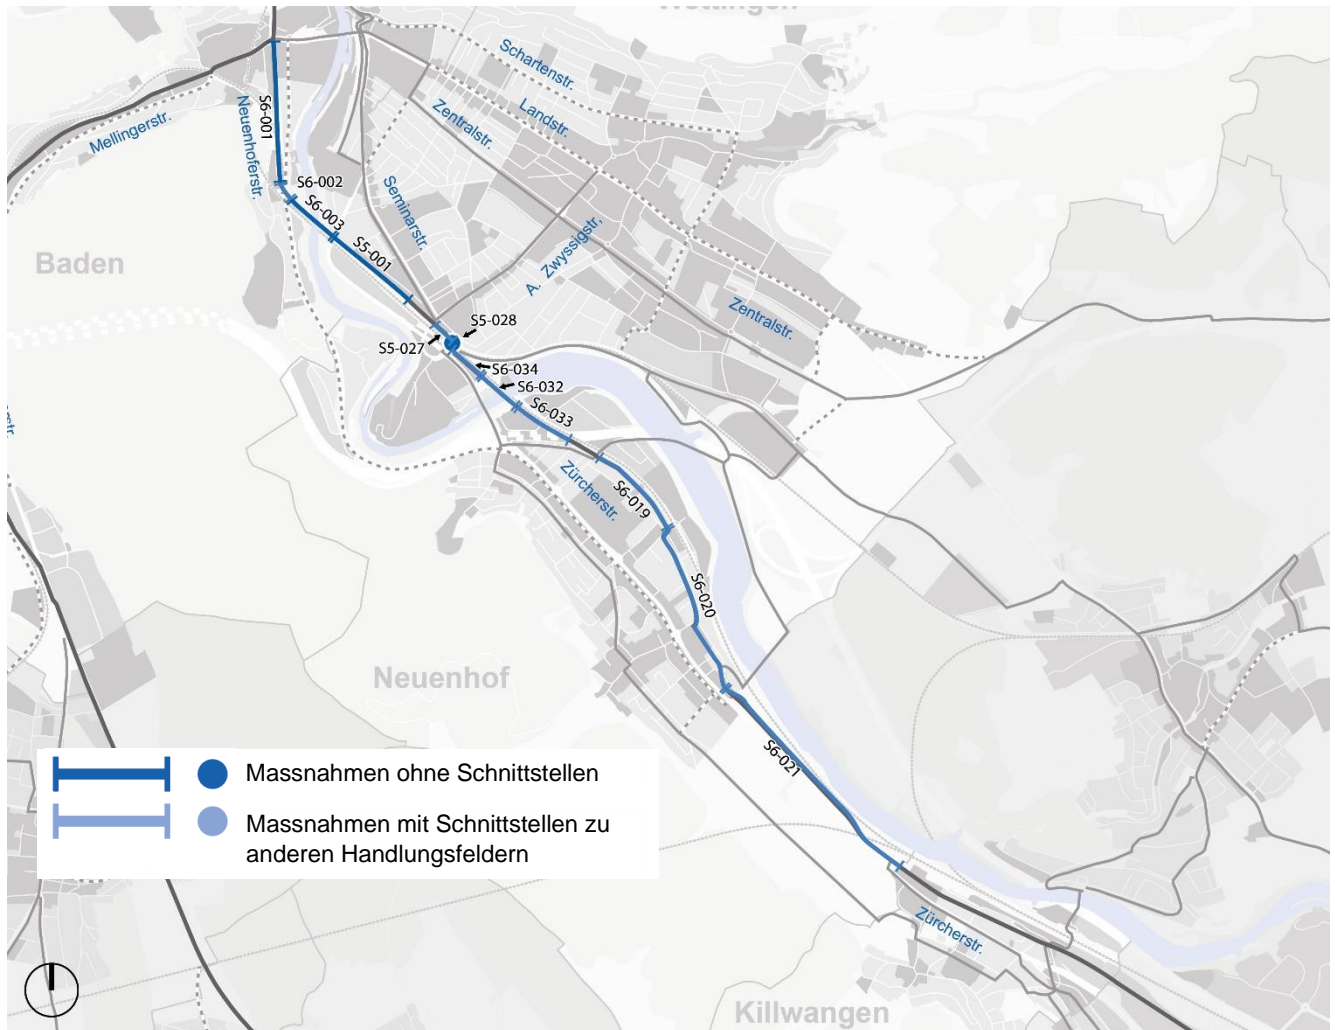 Wettingen
Schartenstr.
Landstr.
Zentralstr.
S6-001
Mellingerstr.
Neuenhoferstr.
S6-002
S6-003
Seminarstr.
S5-001
A. Zwyssigstr,
Baden
Zentralstr.
S5-028
S5-027
S6-034
S6-032
S6-033
Zürcherstr.
S6-019
S6-020
Neuenhof
S6-021
Massnahmen ohne Schnittstellen
Massnahmen mit Schnittstellen zu
anderen Handlungsfeldern
Zürcherstr.
Killwangen